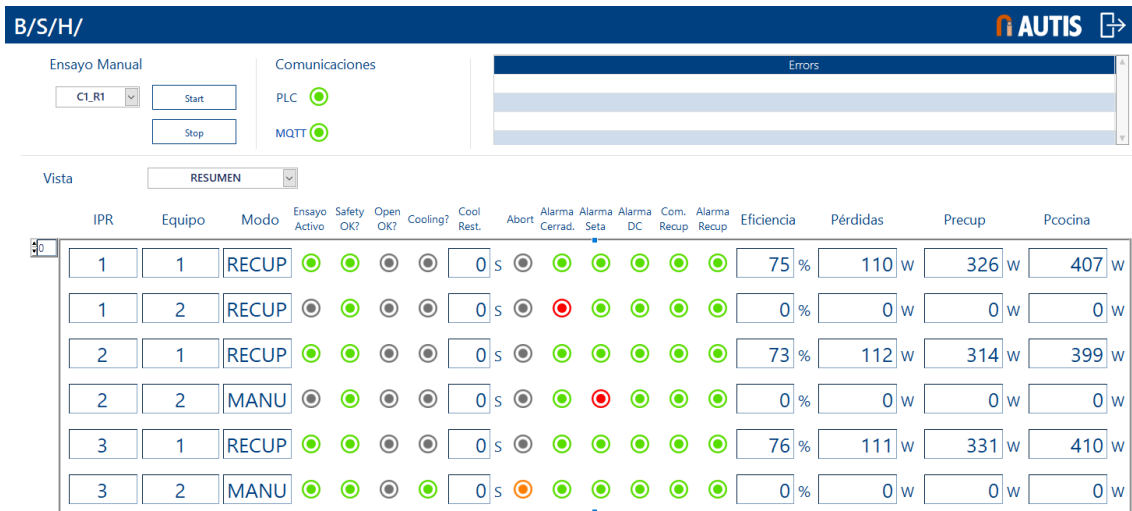 B/S/H/
AUTIS
Ensayo Manual
Comunicaciones
Errors
C1_R1
Start
PLC
Stop
MQTT
Vista
RESUMEN
IPR Equipo Modo Ensayo Activo Safety OK? Open OK? Cooling? Cool Rest. Abort Alarma Cerrad. Alarma Seta Alarma DC Com. Recup Alarma Recup Eficiencia Pérdidas Precup Pcocina
0
1 1 RECUP 0 s 75 % 110 W 326 W 407 W
1 2 RECUP 0 s 0 % 0 W 0 W 0 W
2 1 RECUP 0 s 73 % 112 W 314 W 399 W
2 2 MANU 0 s 0 % 0 W 0 W 0 W
3 1 RECUP 0 s 76 % 111 W 331 W 410 W
3 2 MANU 0 s 0 % 0 W 0 W 0 W